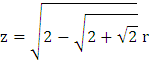 z = √(2 − √(2 + √2)) r